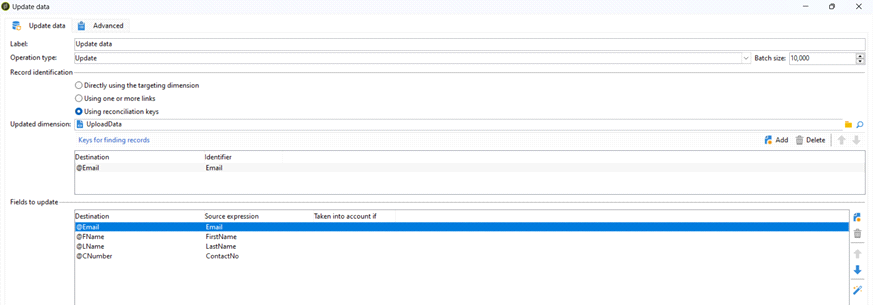 Update data
Update data Advanced
Label: Update data
Operation type: Update Batch size: 10,000
Record identification
Directly using the targeting dimension
Using one or more links
Using reconciliation keys
Updated dimension: UploadData
Keys for finding records Add Delete
Destination Identifier
@Email Email
Fields to update
Destination Source expression Taken into account if
@Email Email
@FName FirstName
@LName LastName
@CNumber ContactNo